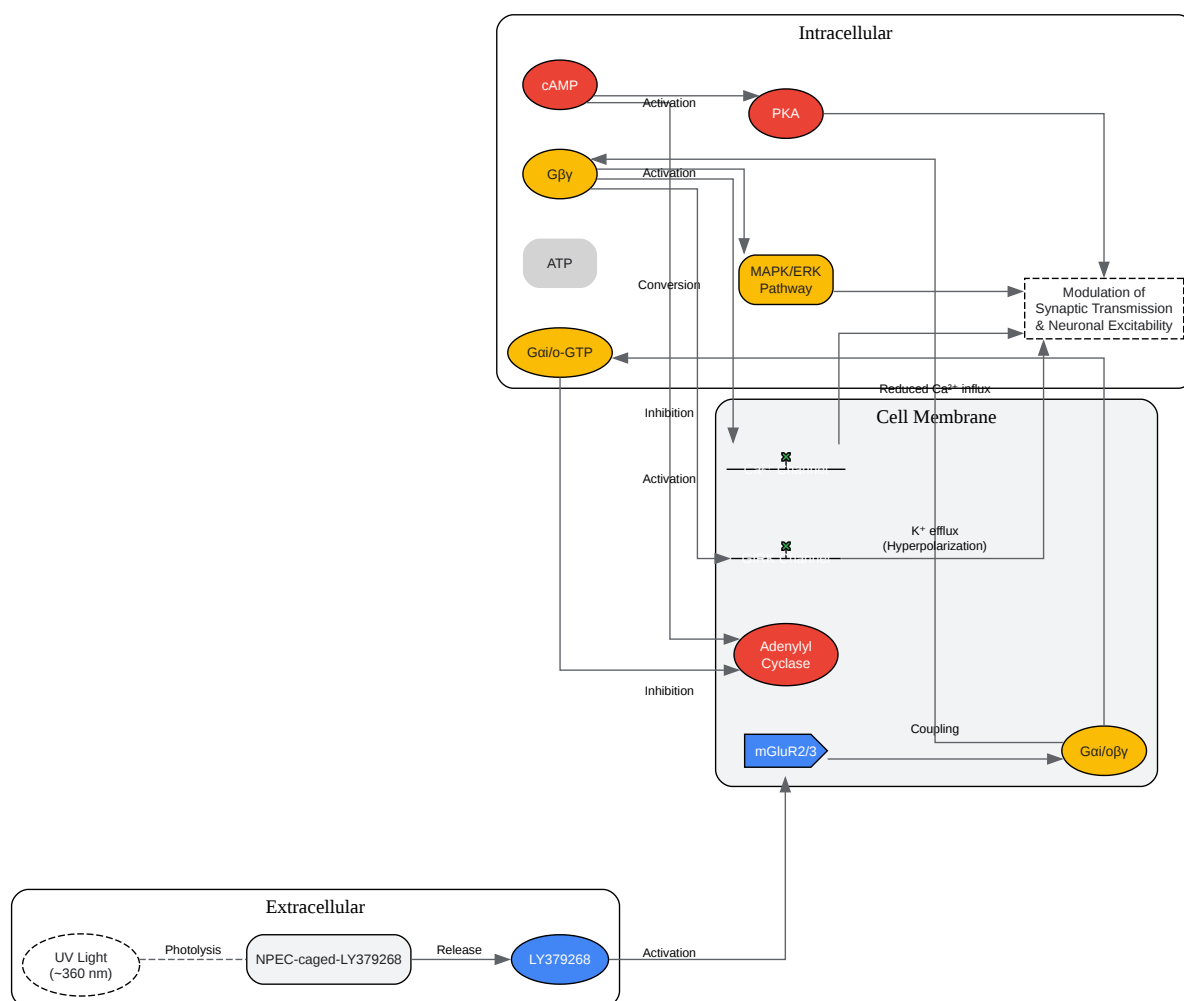 Intracellular
cAMP
Activation
PKA
Gβγ
Activation
ATP
MAPK/ERK
Pathway
Conversion
Modulation of
Synaptic Transmission
& Neuronal Excitability
Gαi/o-GTP
Reduced Ca²⁺ influx
Inhibition
Cell Membrane
Activation
K⁺ efflux
(Hyperpolarization)
Adenylyl
Cyclase
Inhibition
Coupling
mGluR2/3
Gαi/oβγ
Extracellular
UV Light
(~360 nm)
Photolysis
NPEC-caged-LY379268
Release
LY379268
Activation